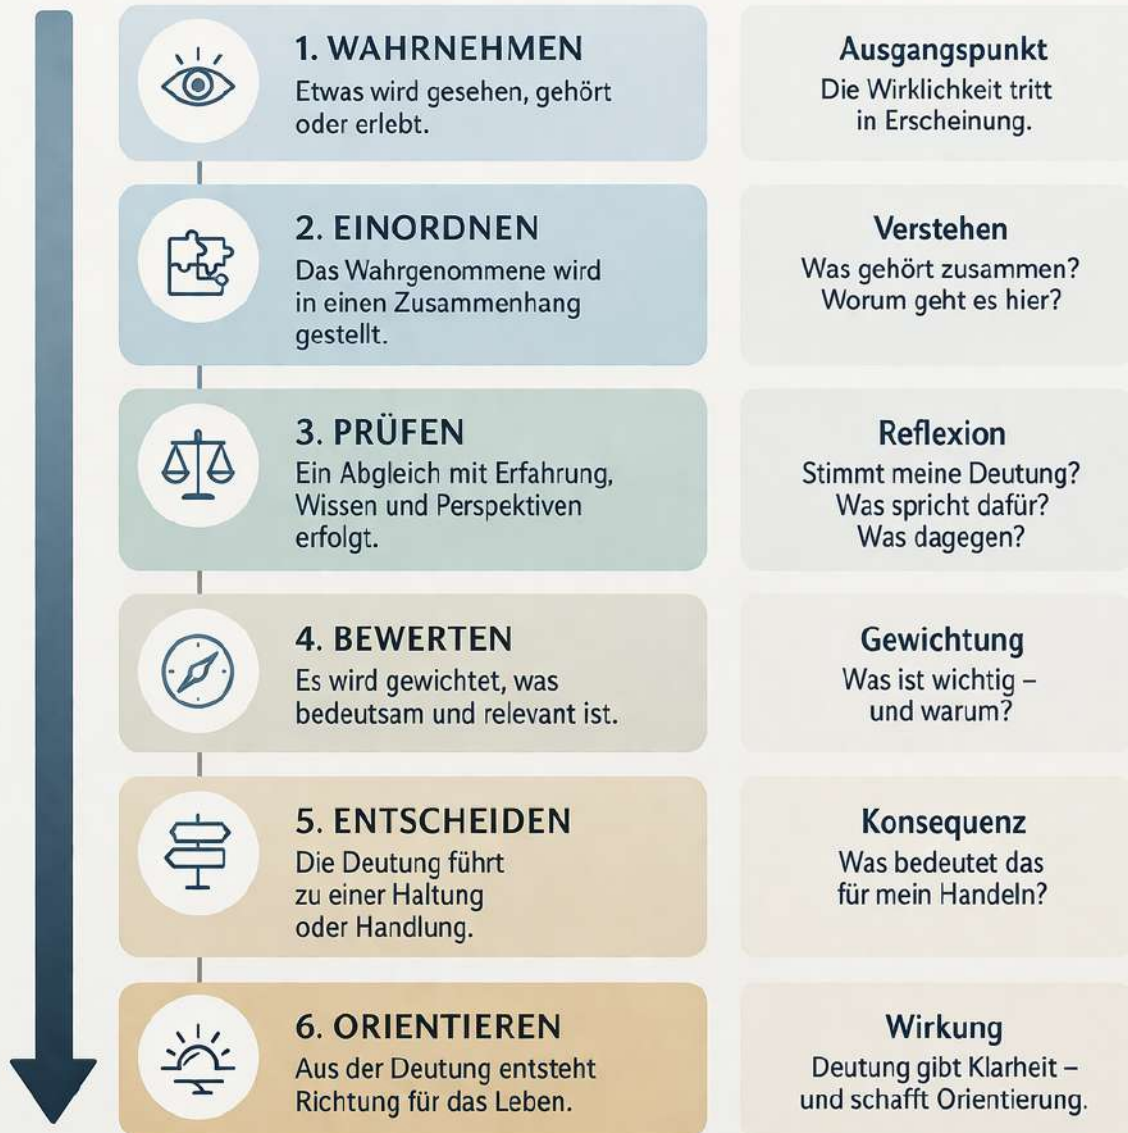 1. WAHRNEHMEN
Etwas wird gesehen, gehört
oder erlebt.
Ausgangspunkt
Die Wirklichkeit tritt
in Erscheinung.
2. EINORDNEN
Das Wahrgenommene wird
in einen Zusammenhang
gestellt.
Verstehen
Was gehört zusammen?
Worum geht es hier?
3. PRÜFEN
Ein Abgleich mit Erfahrung,
Wissen und Perspektiven
erfolgt.
Reflexion
Stimmt meine Deutung?
Was spricht dafür?
Was dagegen?
4. BEWERTEN
Es wird gewichtet, was
bedeutsam und relevant ist.
Gewichtung
Was ist wichtig –
und warum?
5. ENTSCHEIDEN
Die Deutung führt
zu einer Haltung
oder Handlung.
Konsequenz
Was bedeutet das
für mein Handeln?
6. ORIENTIEREN
Aus der Deutung entsteht
Richtung für das Leben.
Wirkung
Deutung gibt Klarheit –
und schafft Orientierung.